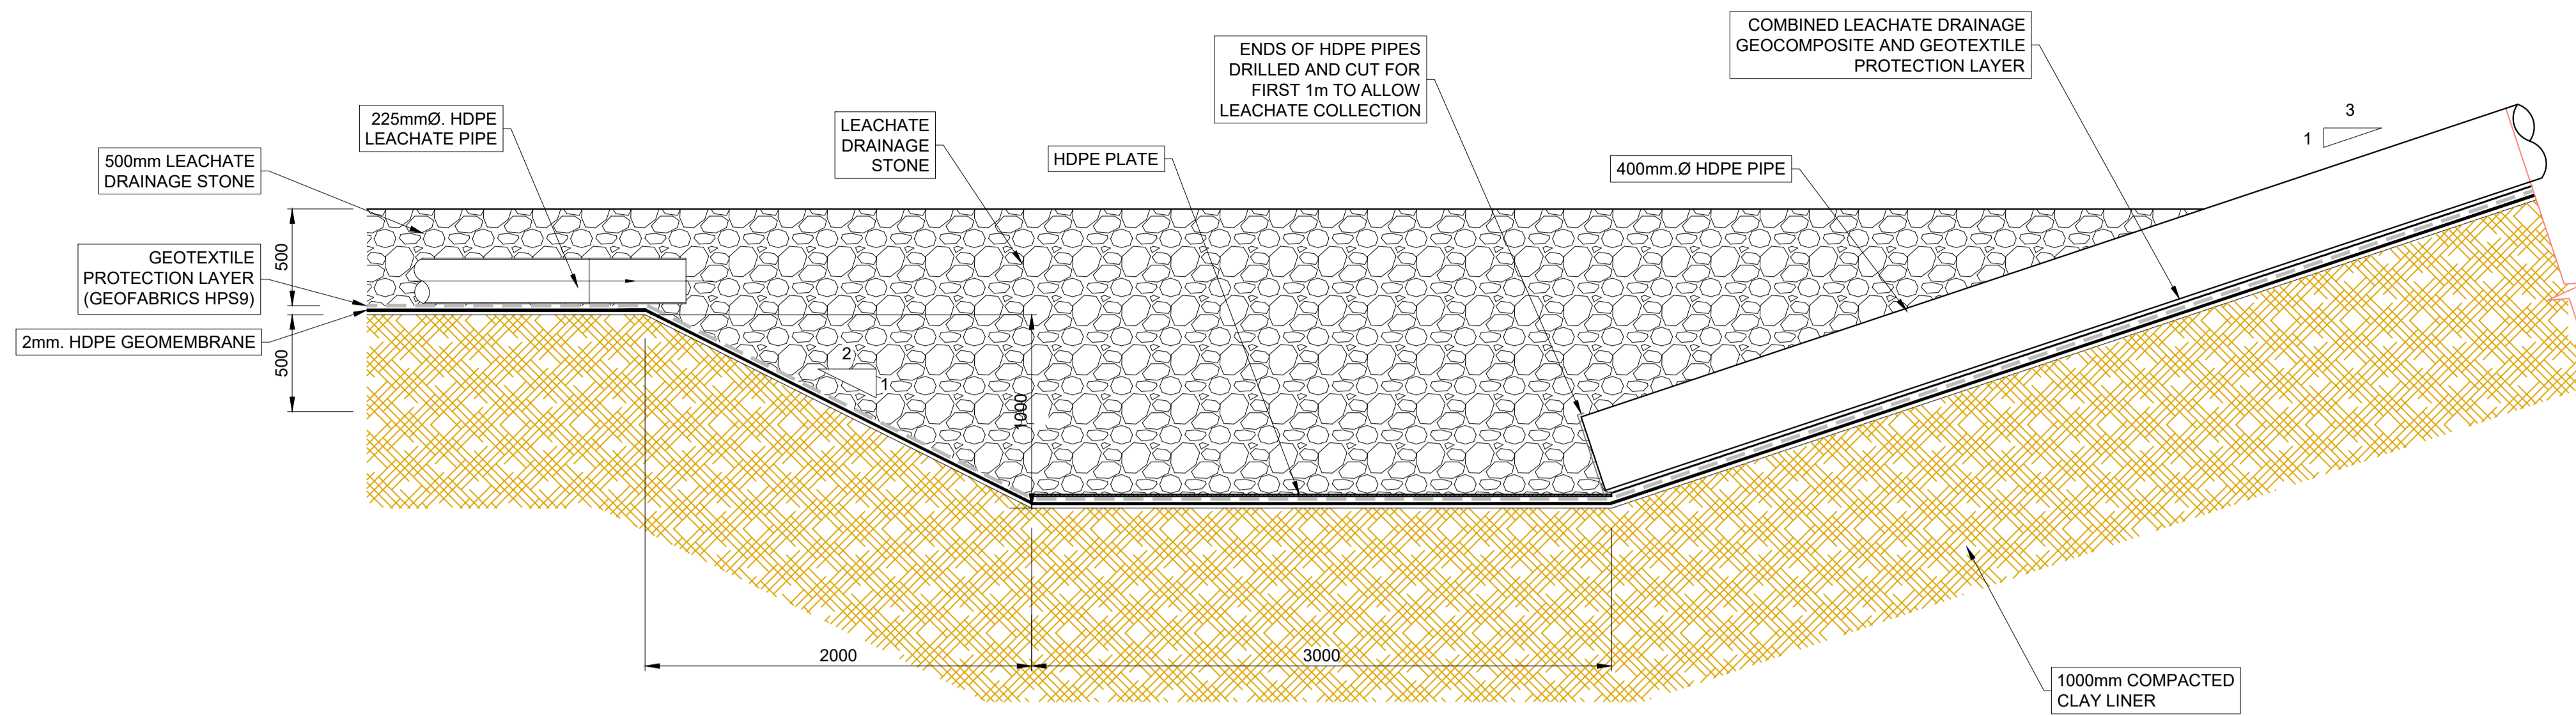 COMBINED LEACHATE DRAINAGE
GEOCOMPOSITE AND GEOTEXTILE
PROTECTION LAYER
ENDS OF HDPE PIPES
DRILLED AND CUT FOR
FIRST 1m TO ALLOW
LEACHATE COLLECTION
225mmØ. HDPE
LEACHATE PIPE
LEACHATE
DRAINAGE
STONE
3
1
500mm LEACHATE
DRAINAGE STONE
HDPE PLATE
400mm.Ø HDPE PIPE
500
GEOTEXTILE
PROTECTION LAYER
(GEOFABRICS HPS9)
2mm. HDPE GEOMEMBRANE
500
2
1
1000
2000
3000
1000mm COMPACTED
CLAY LINER